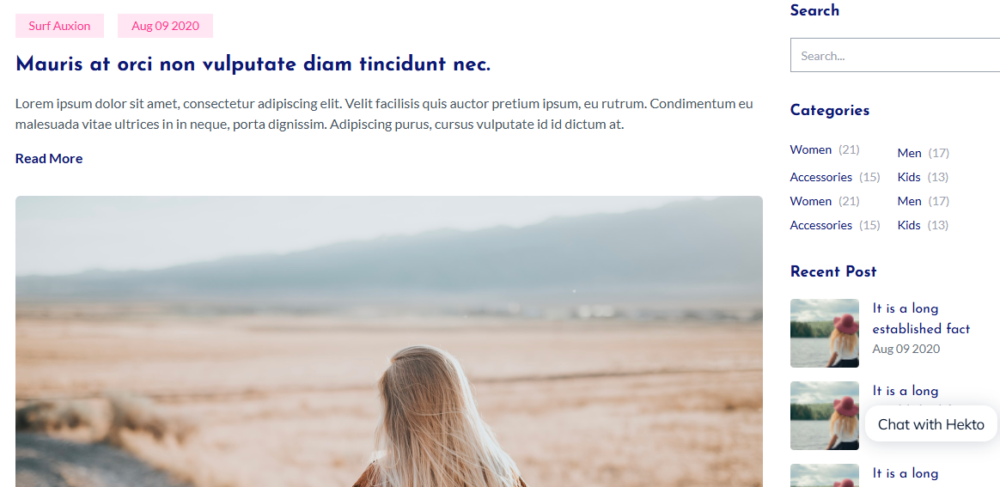 Surf Auxion
Aug 09 2020
Mauris at orci non vulputate diam tincidunt nec.
Lorem ipsum dolor sit amet, consectetur adipiscing elit. Velit facilisis quis auctor pretium ipsum, eu rutrum. Condimentum eu
malesuada vitae ultrices in in neque, porta dignissim. Adipiscing purus, cursus vulputate id id dictum at.
Read More
Search
Search...
Categories
Women (21)
Men (17)
Accessories (15)
Kids (13)
Women (21)
Men (17)
Accessories (15)
Kids (13)
Recent Post
It is a long
established fact
Aug 09 2020
It is a long
Chat with Hekto
It is a long